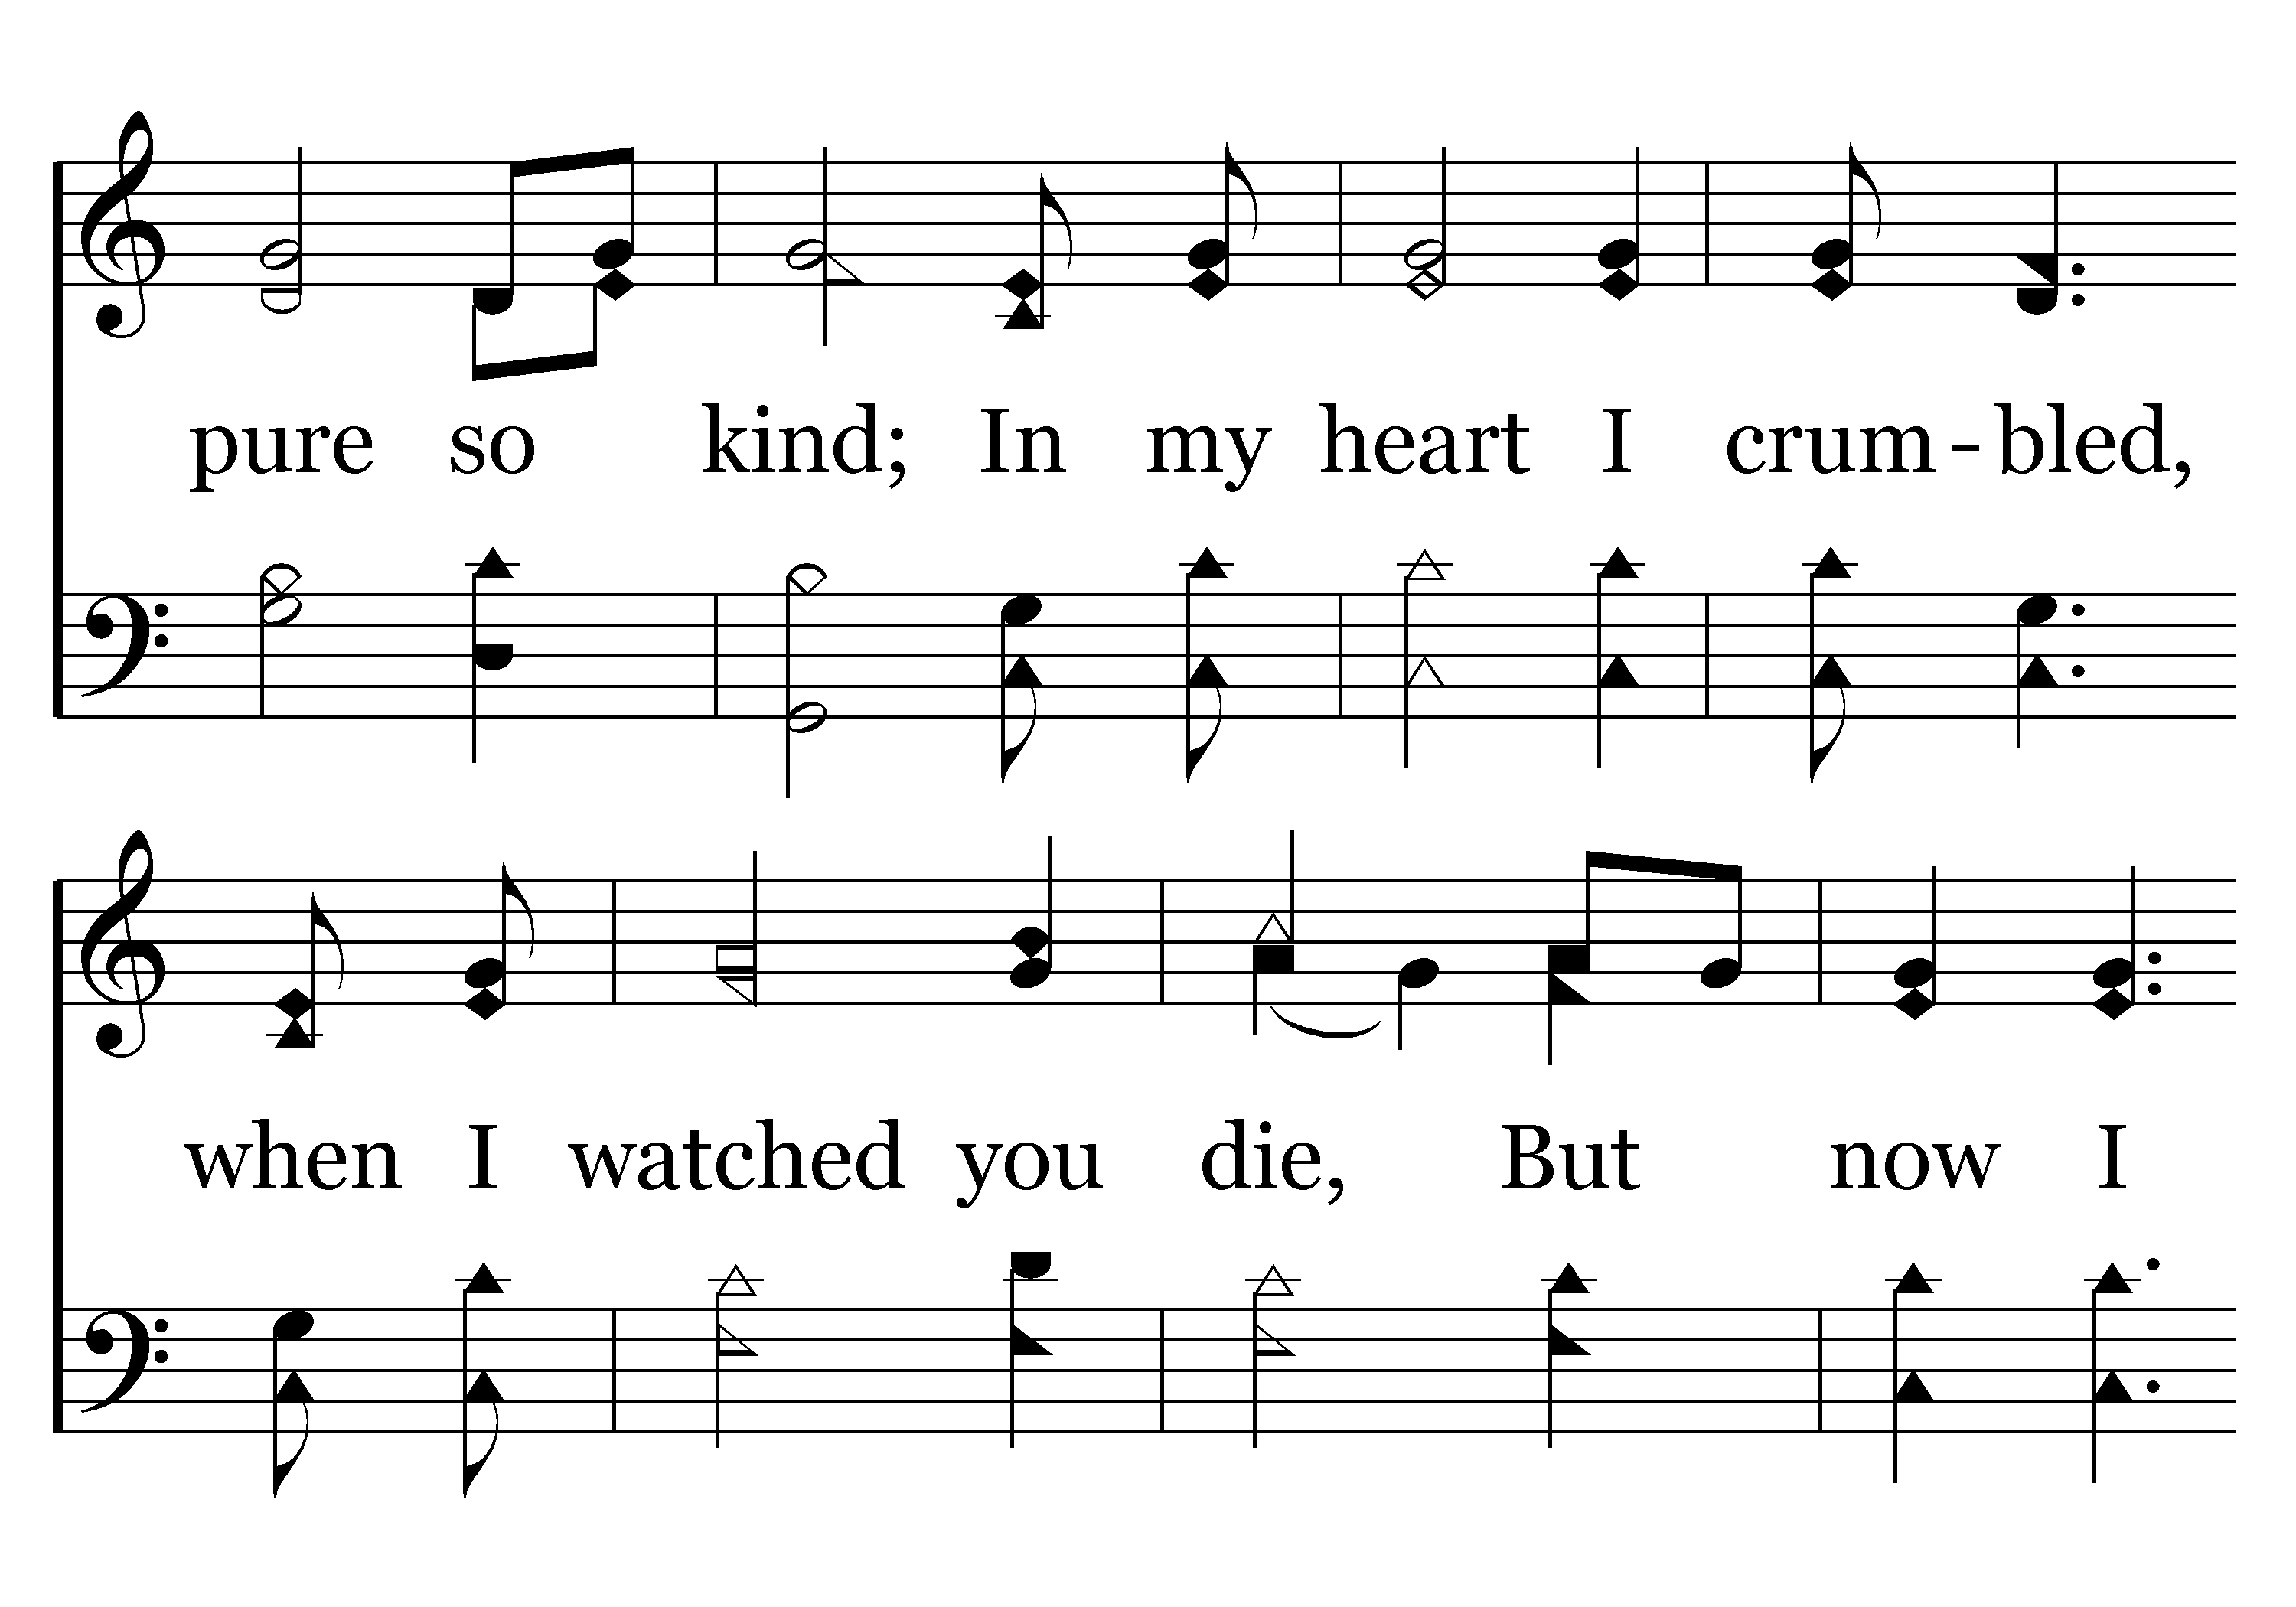 pure so kind; In my heart I crum-bled,
when I watched you die, But now I